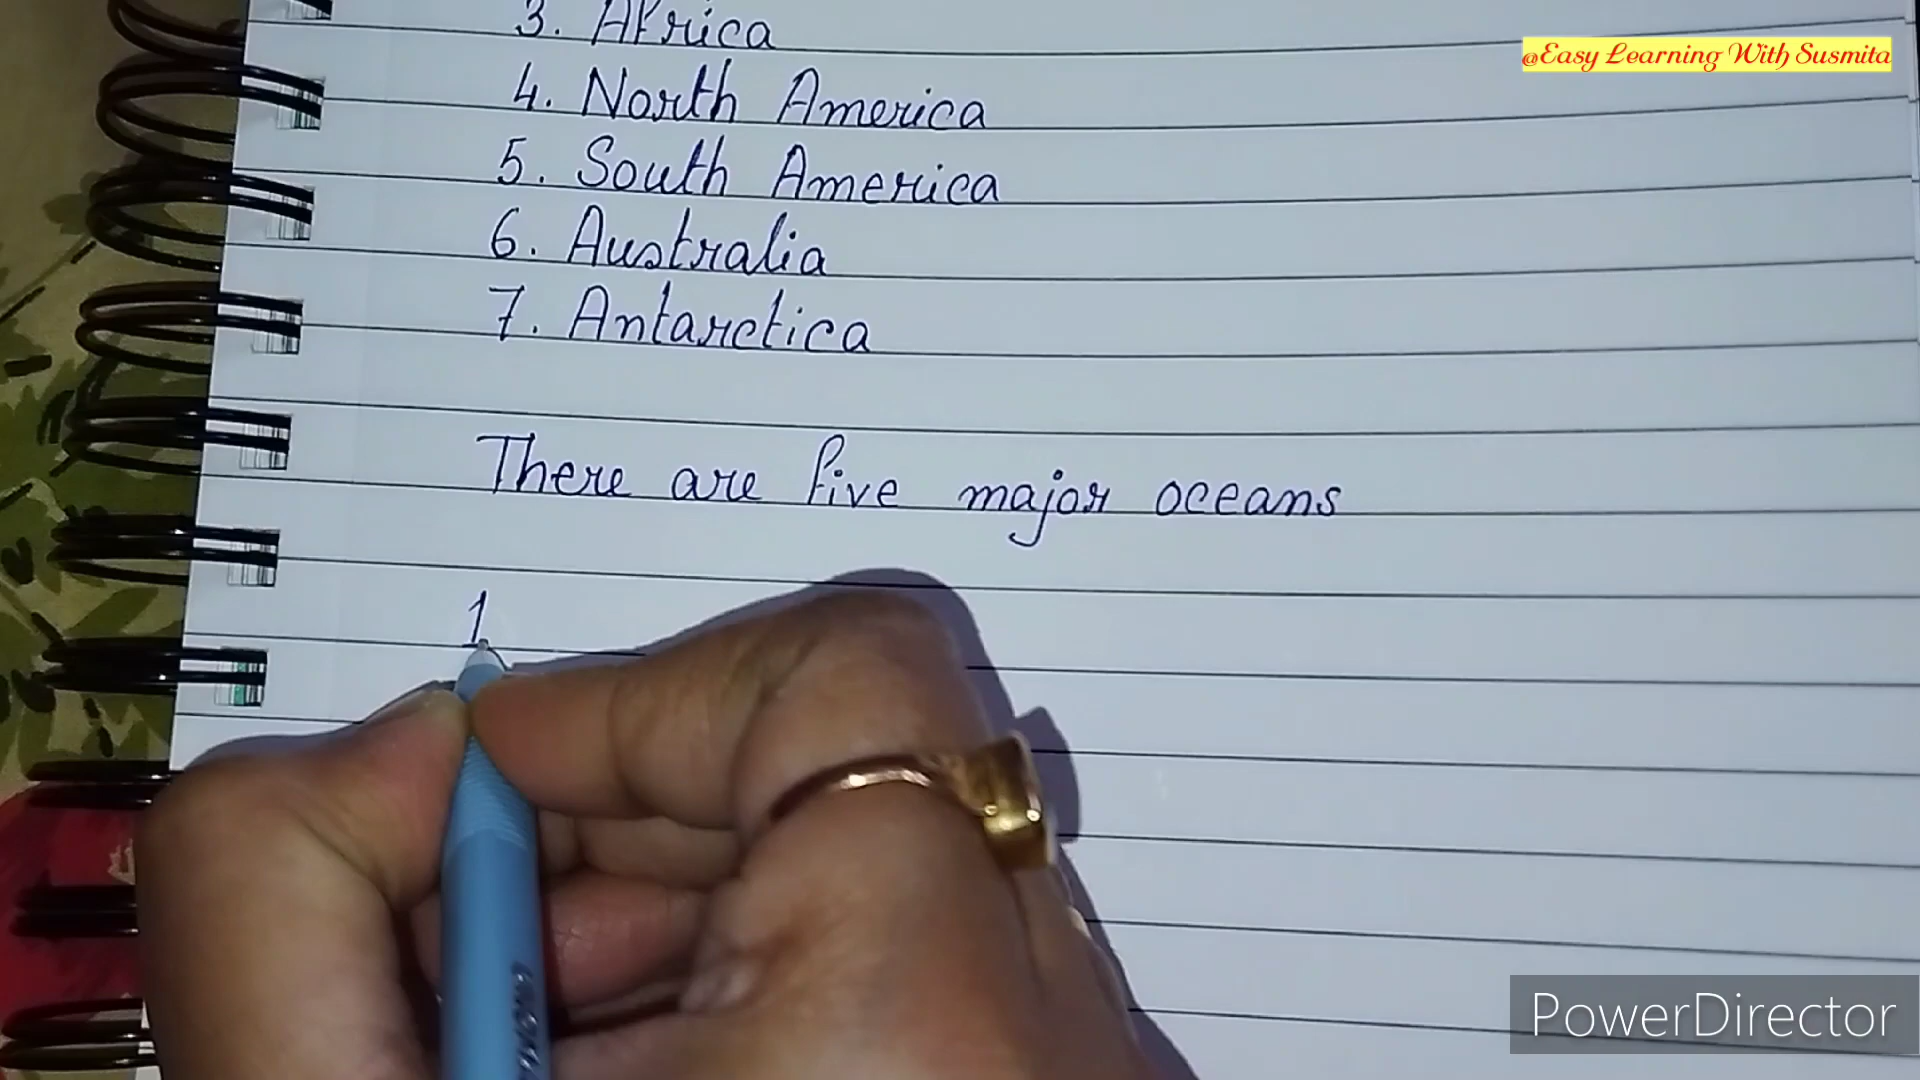 3. Africa
@Easy Learning With Susmita
4. North America
5. South America
6. Australia
7. Antarctica
There are five major oceans
1
PowerDirector